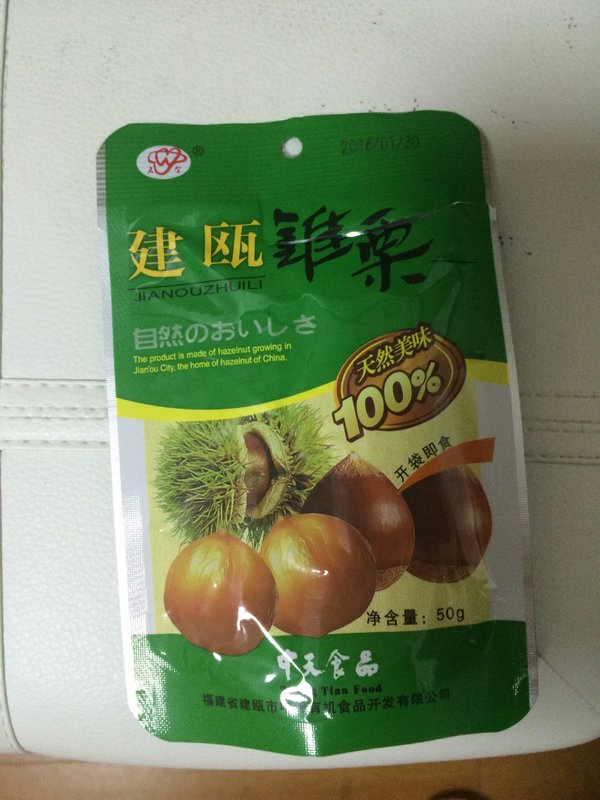 2016/01/30
®
建瓯锥栗
JIANOUZHUILI
自然のおいしさ
The product is made of hazelnut growing in
Jian'ou City, the home of hazelnut of China.
天然美味
100%
开袋即食
净含量: 50g
中天食品
Tian Food
福建省建瓯市 有机食品开发有限公司